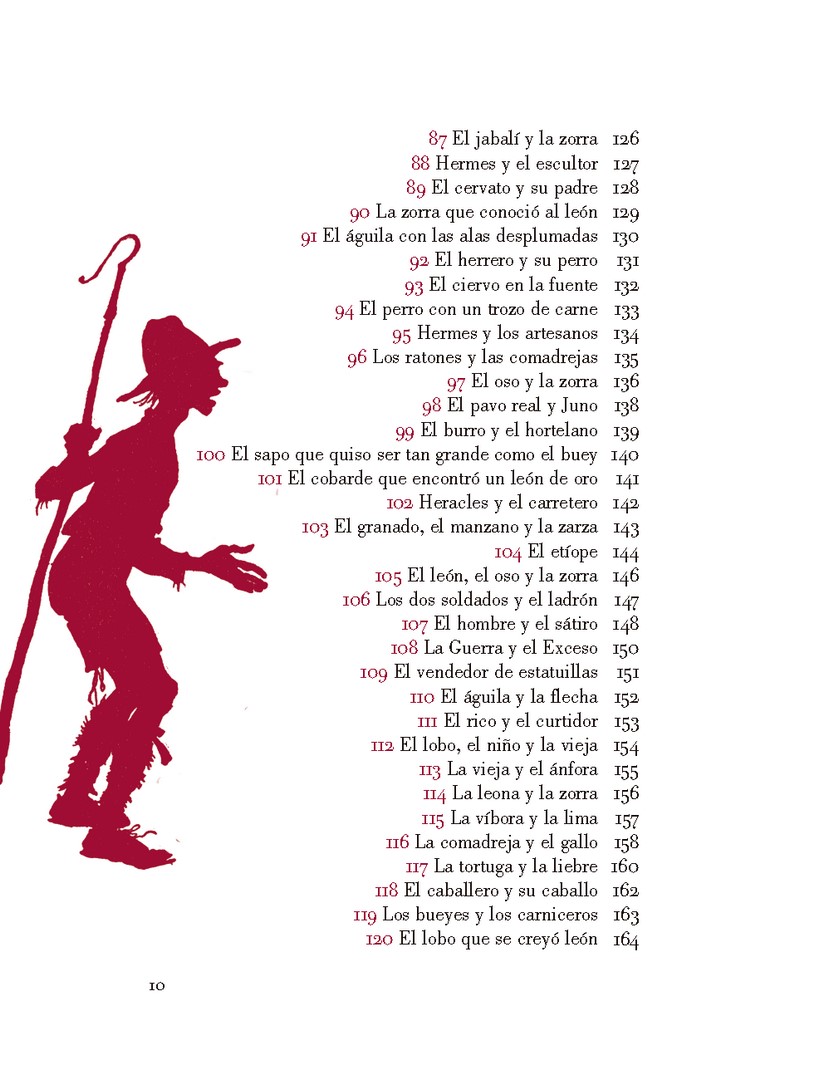 87 El jabalí y la zorra 126
88 Hermes y el escultor 127
89 El cervato y su padre 128
90 La zorra que conoció al león 129
91 El águila con las alas desplumadas 130
92 El herrero y su perro 131
93 El ciervo en la fuente 132
94 El perro con un trozo de carne 133
95 Hermes y los artesanos 134
96 Los ratones y las comadrejas 135
97 El oso y la zorra 136
98 El pavo real y Juno 138
99 El burro y el hortelano 139
100 El sapo que quiso ser tan grande como el buey 140
101 El cobarde que encontró un león de oro 141
102 Heracles y el carretero 142
103 El granado, el manzano y la zarza 143
104 El etíope 144
105 El león, el oso y la zorra 146
106 Los dos soldados y el ladrón 147
107 El hombre y el sátiro 148
108 La Guerra y el Exceso 150
109 El vendedor de estatuillas 151
110 El águila y la flecha 152
111 El rico y el curtidor 153
112 El lobo, el niño y la vieja 154
113 La vieja y el ánfora 155
114 La leona y la zorra 156
115 La víbora y la lima 157
116 La comadreja y el gallo 158
117 La tortuga y la liebre 160
118 El caballero y su caballo 162
119 Los bueyes y los carniceros 163
120 El lobo que se creyó león 164
10